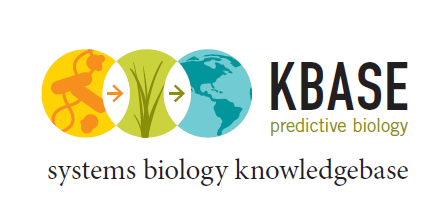 KBASE
predictive biology
systems biology knowledgebase